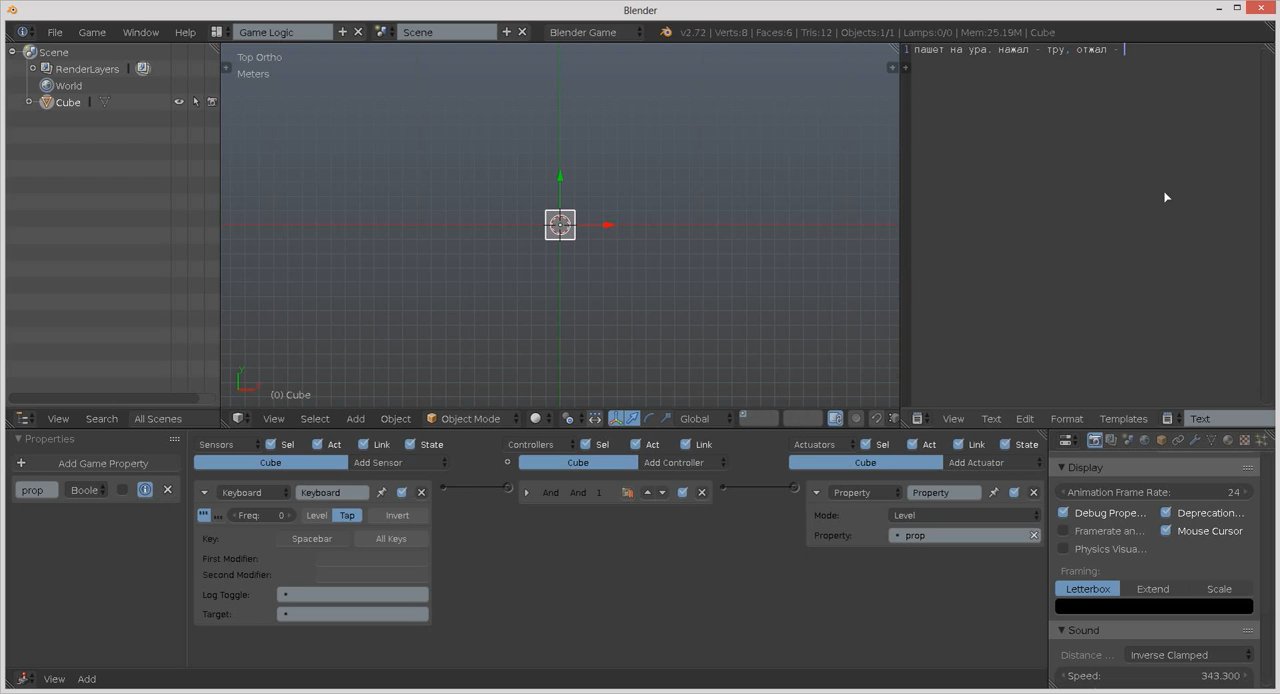 Blender
File Game Window Help Game Logic Scene Blender Game v2.72 | Verts:8 | Faces:6 | Tris:12 | Objects:1/1 | Lamps:0/0 | Mem:25.19M | Cube
Scene
RenderLayers
World
Cube
Top Ortho
Meters
(0) Cube
1 пашет на ура. нажал - тру, отжал -
View Search All Scenes
View Select Add Object Object Mode Global
View Text Edit Format Templates Text
Properties
Add Game Property
prop Boole
Sensors Sel Act Link State
Cube Add Sensor
Keyboard Keyboard
Freq: 0 Level Tap Invert
Key: Spacebar All Keys
First Modifier:
Second Modifier:
Log Toggle:
Target:
Controllers Sel Act Link
Cube Add Controller
And And 1
Actuators Sel Act Link State
Cube Add Actuator
Property Property
Mode: Level
Property: prop
Display
Animation Frame Rate: 24
Debug Prope... Deprecation...
Framerate an... Mouse Cursor
Physics Visua...
Framing:
Letterbox Extend Scale
Sound
Distance ... Inverse Clamped
Speed: 343.300
View Add